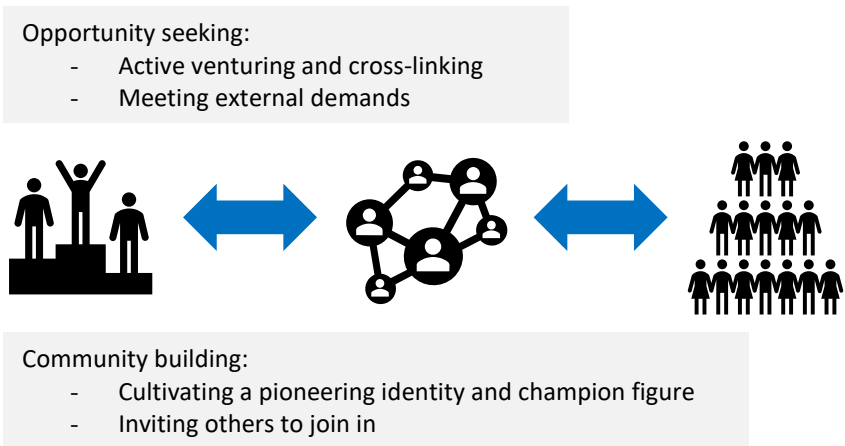 Opportunity seeking:
- Active venturing and cross-linking
- Meeting external demands
Community building:
- Cultivating a pioneering identity and champion figure
- Inviting others to join in